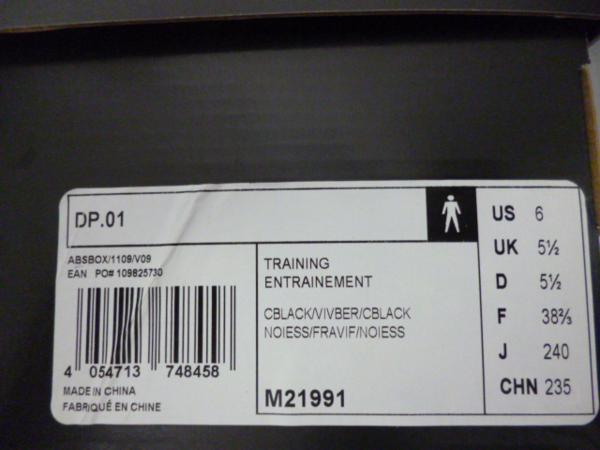 DP.01
ABSBOX/1109/V09
EAN PO# 109825730
4 054713 748458
MADE IN CHINA
FABRIQUÉ EN CHINE
TRAINING
ENTRAINEMENT
CBLACK/VIVBER/CBLACK
NOIESS/FRAVIF/NOIESS
M21991
US 6
UK 5½
D 5½
F 38⅔
J 240
CHN 235